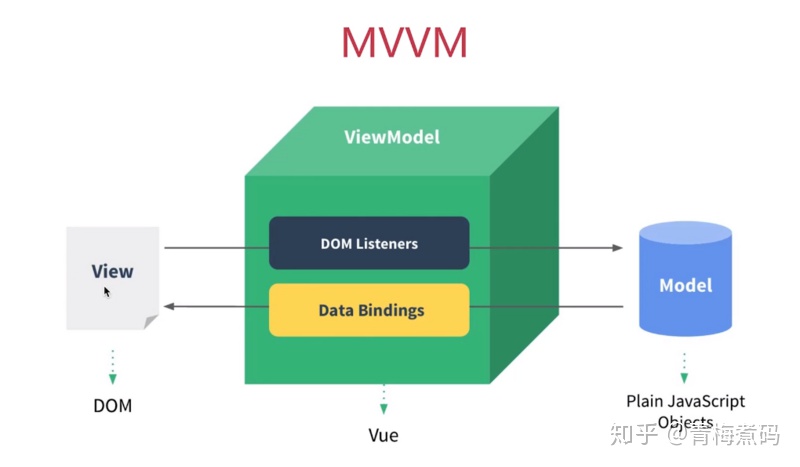 MVVM
ViewModel
DOM Listeners
View
Model
Data Bindings
DOM
Vue
Plain JavaScript
Objects
知乎 @青梅煮码